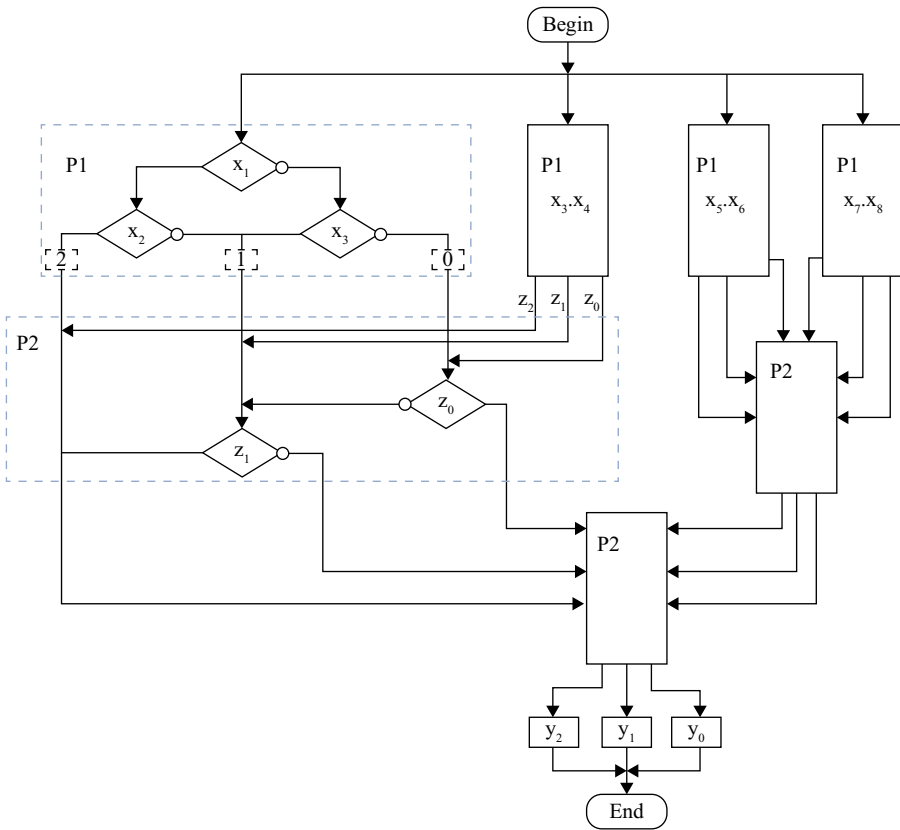 Begin
P1
x₁
x₂
x₃
2
1
0
P1
x₃.x₄
P1
x₅.x₆
P1
x₇.x₈
z₂
z₁
z₀
P2
z₀
z₁
P2
P2
y₂
y₁
y₀
End